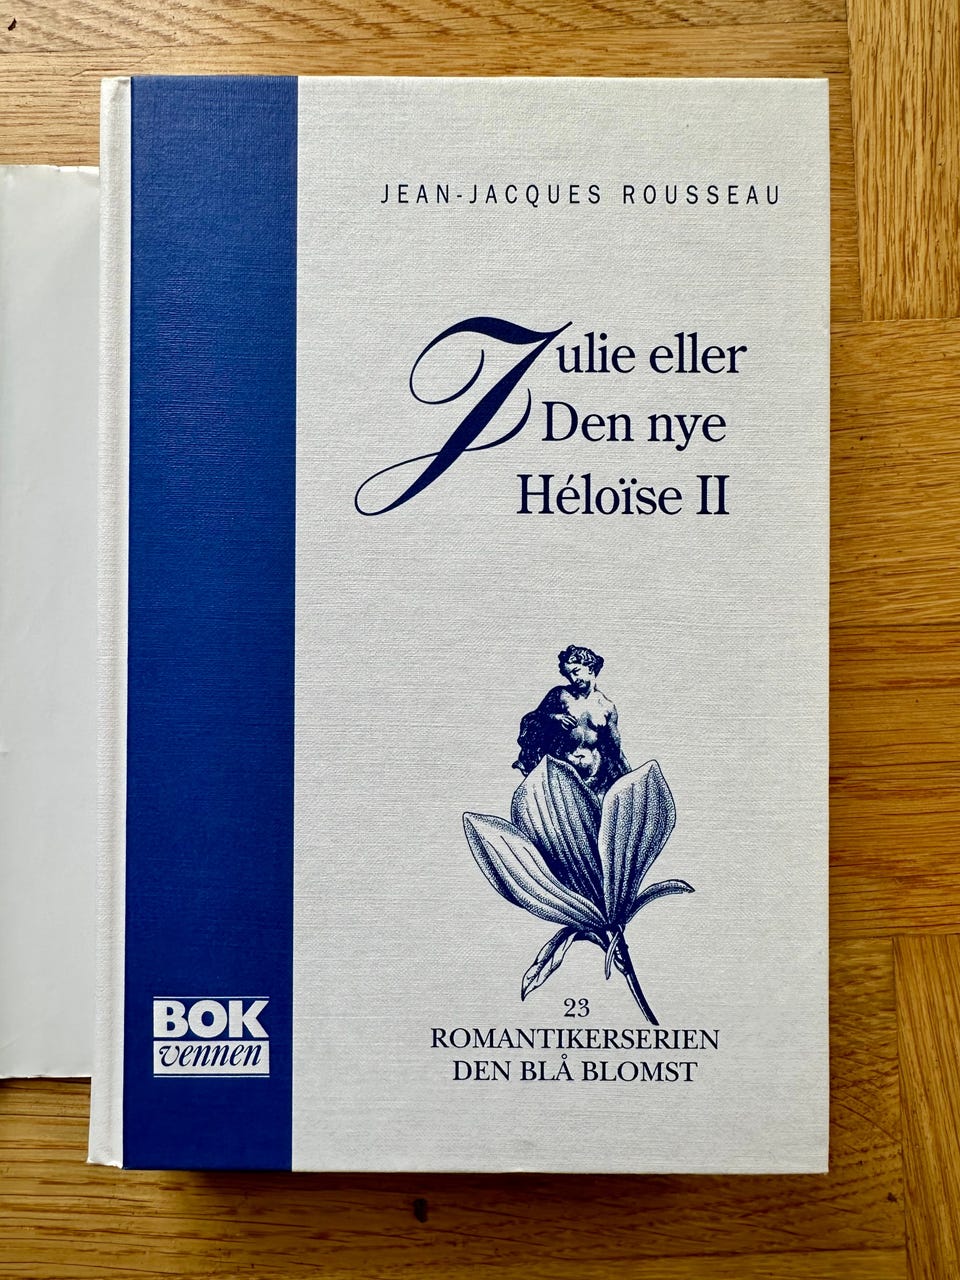 JEAN-JACQUES ROUSSEAU
Julie eller
Den nye
Héloïse II
23
ROMANTIKERSERIEN
DEN BLÅ BLOMST
BOK
vennen